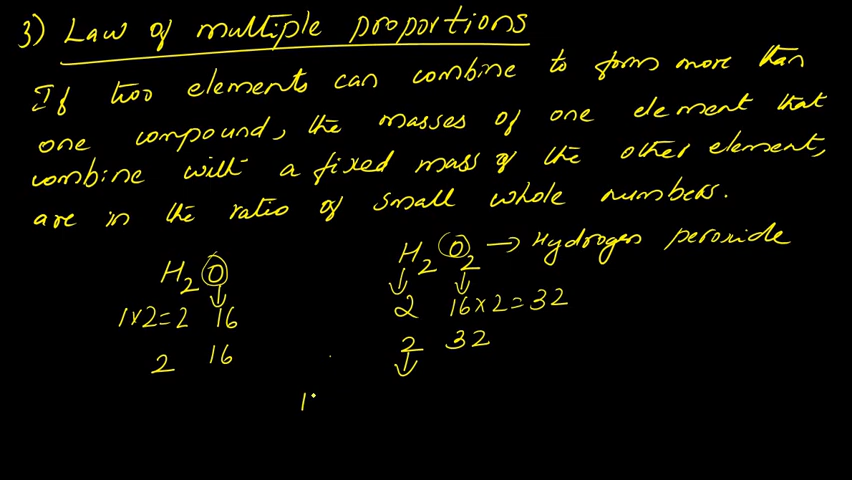 3) Law of multiple proportions
If two elements can combine to form more than
one compound, the masses of one element that
combine with a fixed mass of the other element,
are in the ratio of small whole numbers.
H2O H2O2 → Hydrogen peroxide
1×2=2 16 2 16×2=32
2 16 2 32
1: